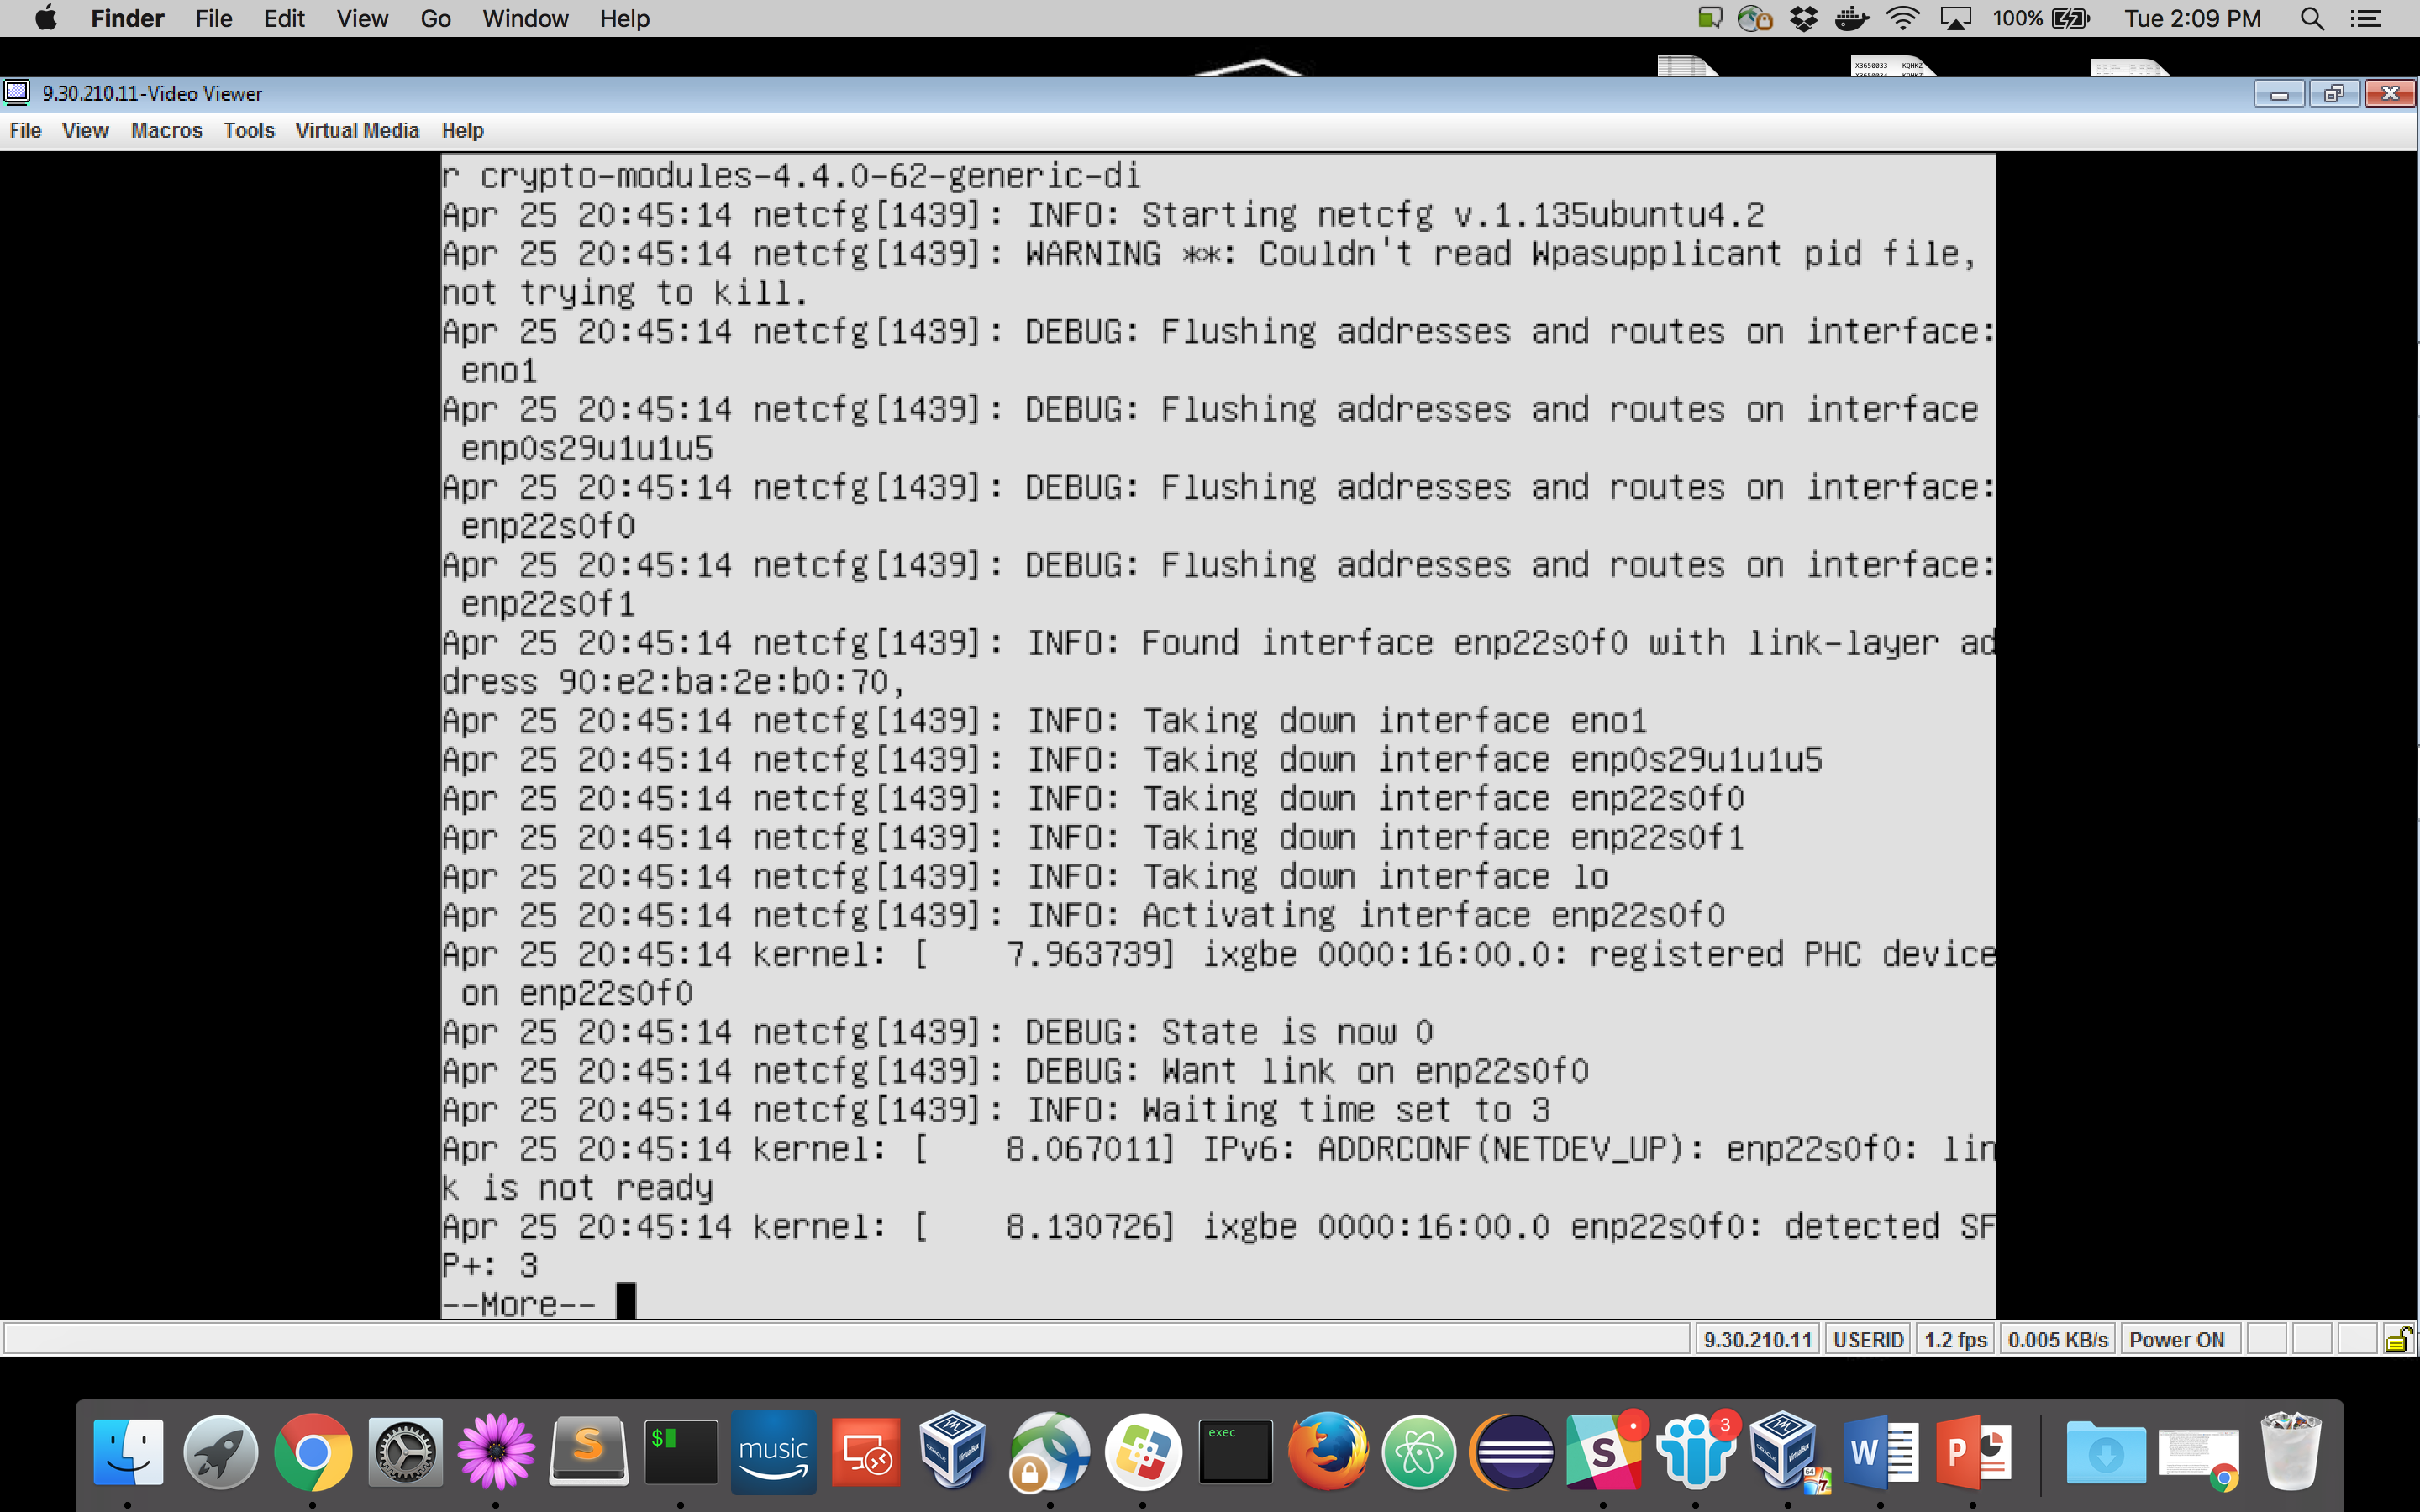 Finder File Edit View Go Window Help 100% Tue 2:09 PM
X3650033 KQHKZ
9.30.210.11-Video Viewer
File View Macros Tools Virtual Media Help
r crypto-modules-4.4.0-62-generic-di
Apr 25 20:45:14 netcfg[1439]: INFO: Starting netcfg v.1.135ubuntu4.2
Apr 25 20:45:14 netcfg[1439]: WARNING **: Couldn't read Wpasupplicant pid file,
not trying to kill.
Apr 25 20:45:14 netcfg[1439]: DEBUG: Flushing addresses and routes on interface:
eno1
Apr 25 20:45:14 netcfg[1439]: DEBUG: Flushing addresses and routes on interface
enp0s29u1u1u5
Apr 25 20:45:14 netcfg[1439]: DEBUG: Flushing addresses and routes on interface:
enp22s0f0
Apr 25 20:45:14 netcfg[1439]: DEBUG: Flushing addresses and routes on interface:
enp22s0f1
Apr 25 20:45:14 netcfg[1439]: INFO: Found interface enp22s0f0 with link-layer ad
dress 90:e2:ba:2e:b0:70,
Apr 25 20:45:14 netcfg[1439]: INFO: Taking down interface eno1
Apr 25 20:45:14 netcfg[1439]: INFO: Taking down interface enp0s29u1u1u5
Apr 25 20:45:14 netcfg[1439]: INFO: Taking down interface enp22s0f0
Apr 25 20:45:14 netcfg[1439]: INFO: Taking down interface enp22s0f1
Apr 25 20:45:14 netcfg[1439]: INFO: Taking down interface lo
Apr 25 20:45:14 netcfg[1439]: INFO: Activating interface enp22s0f0
Apr 25 20:45:14 kernel: [    7.963739] ixgbe 0000:16:00.0: registered PHC device
on enp22s0f0
Apr 25 20:45:14 netcfg[1439]: DEBUG: State is now 0
Apr 25 20:45:14 netcfg[1439]: DEBUG: Want link on enp22s0f0
Apr 25 20:45:14 netcfg[1439]: INFO: Waiting time set to 3
Apr 25 20:45:14 kernel: [    8.067011] IPv6: ADDRCONF(NETDEV_UP): enp22s0f0: lin
k is not ready
Apr 25 20:45:14 kernel: [    8.130726] ixgbe 0000:16:00.0 enp22s0f0: detected SF
P+: 3
--More--
9.30.210.11 USERID 1.2 fps 0.005 KB/s Power ON
S $ music exec S 3 64 7 W P